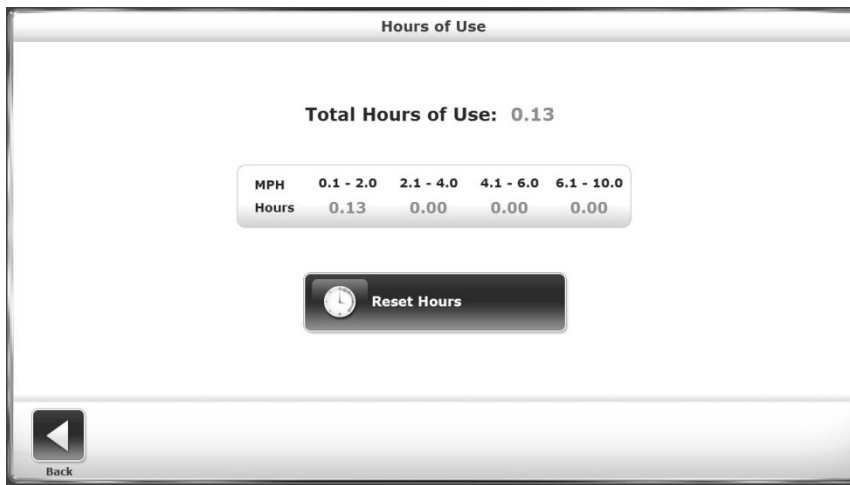 Hours of Use
Total Hours of Use: 0.13
MPH 0.1 - 2.0 2.1 - 4.0 4.1 - 6.0 6.1 - 10.0
Hours 0.13 0.00 0.00 0.00
Reset Hours
Back